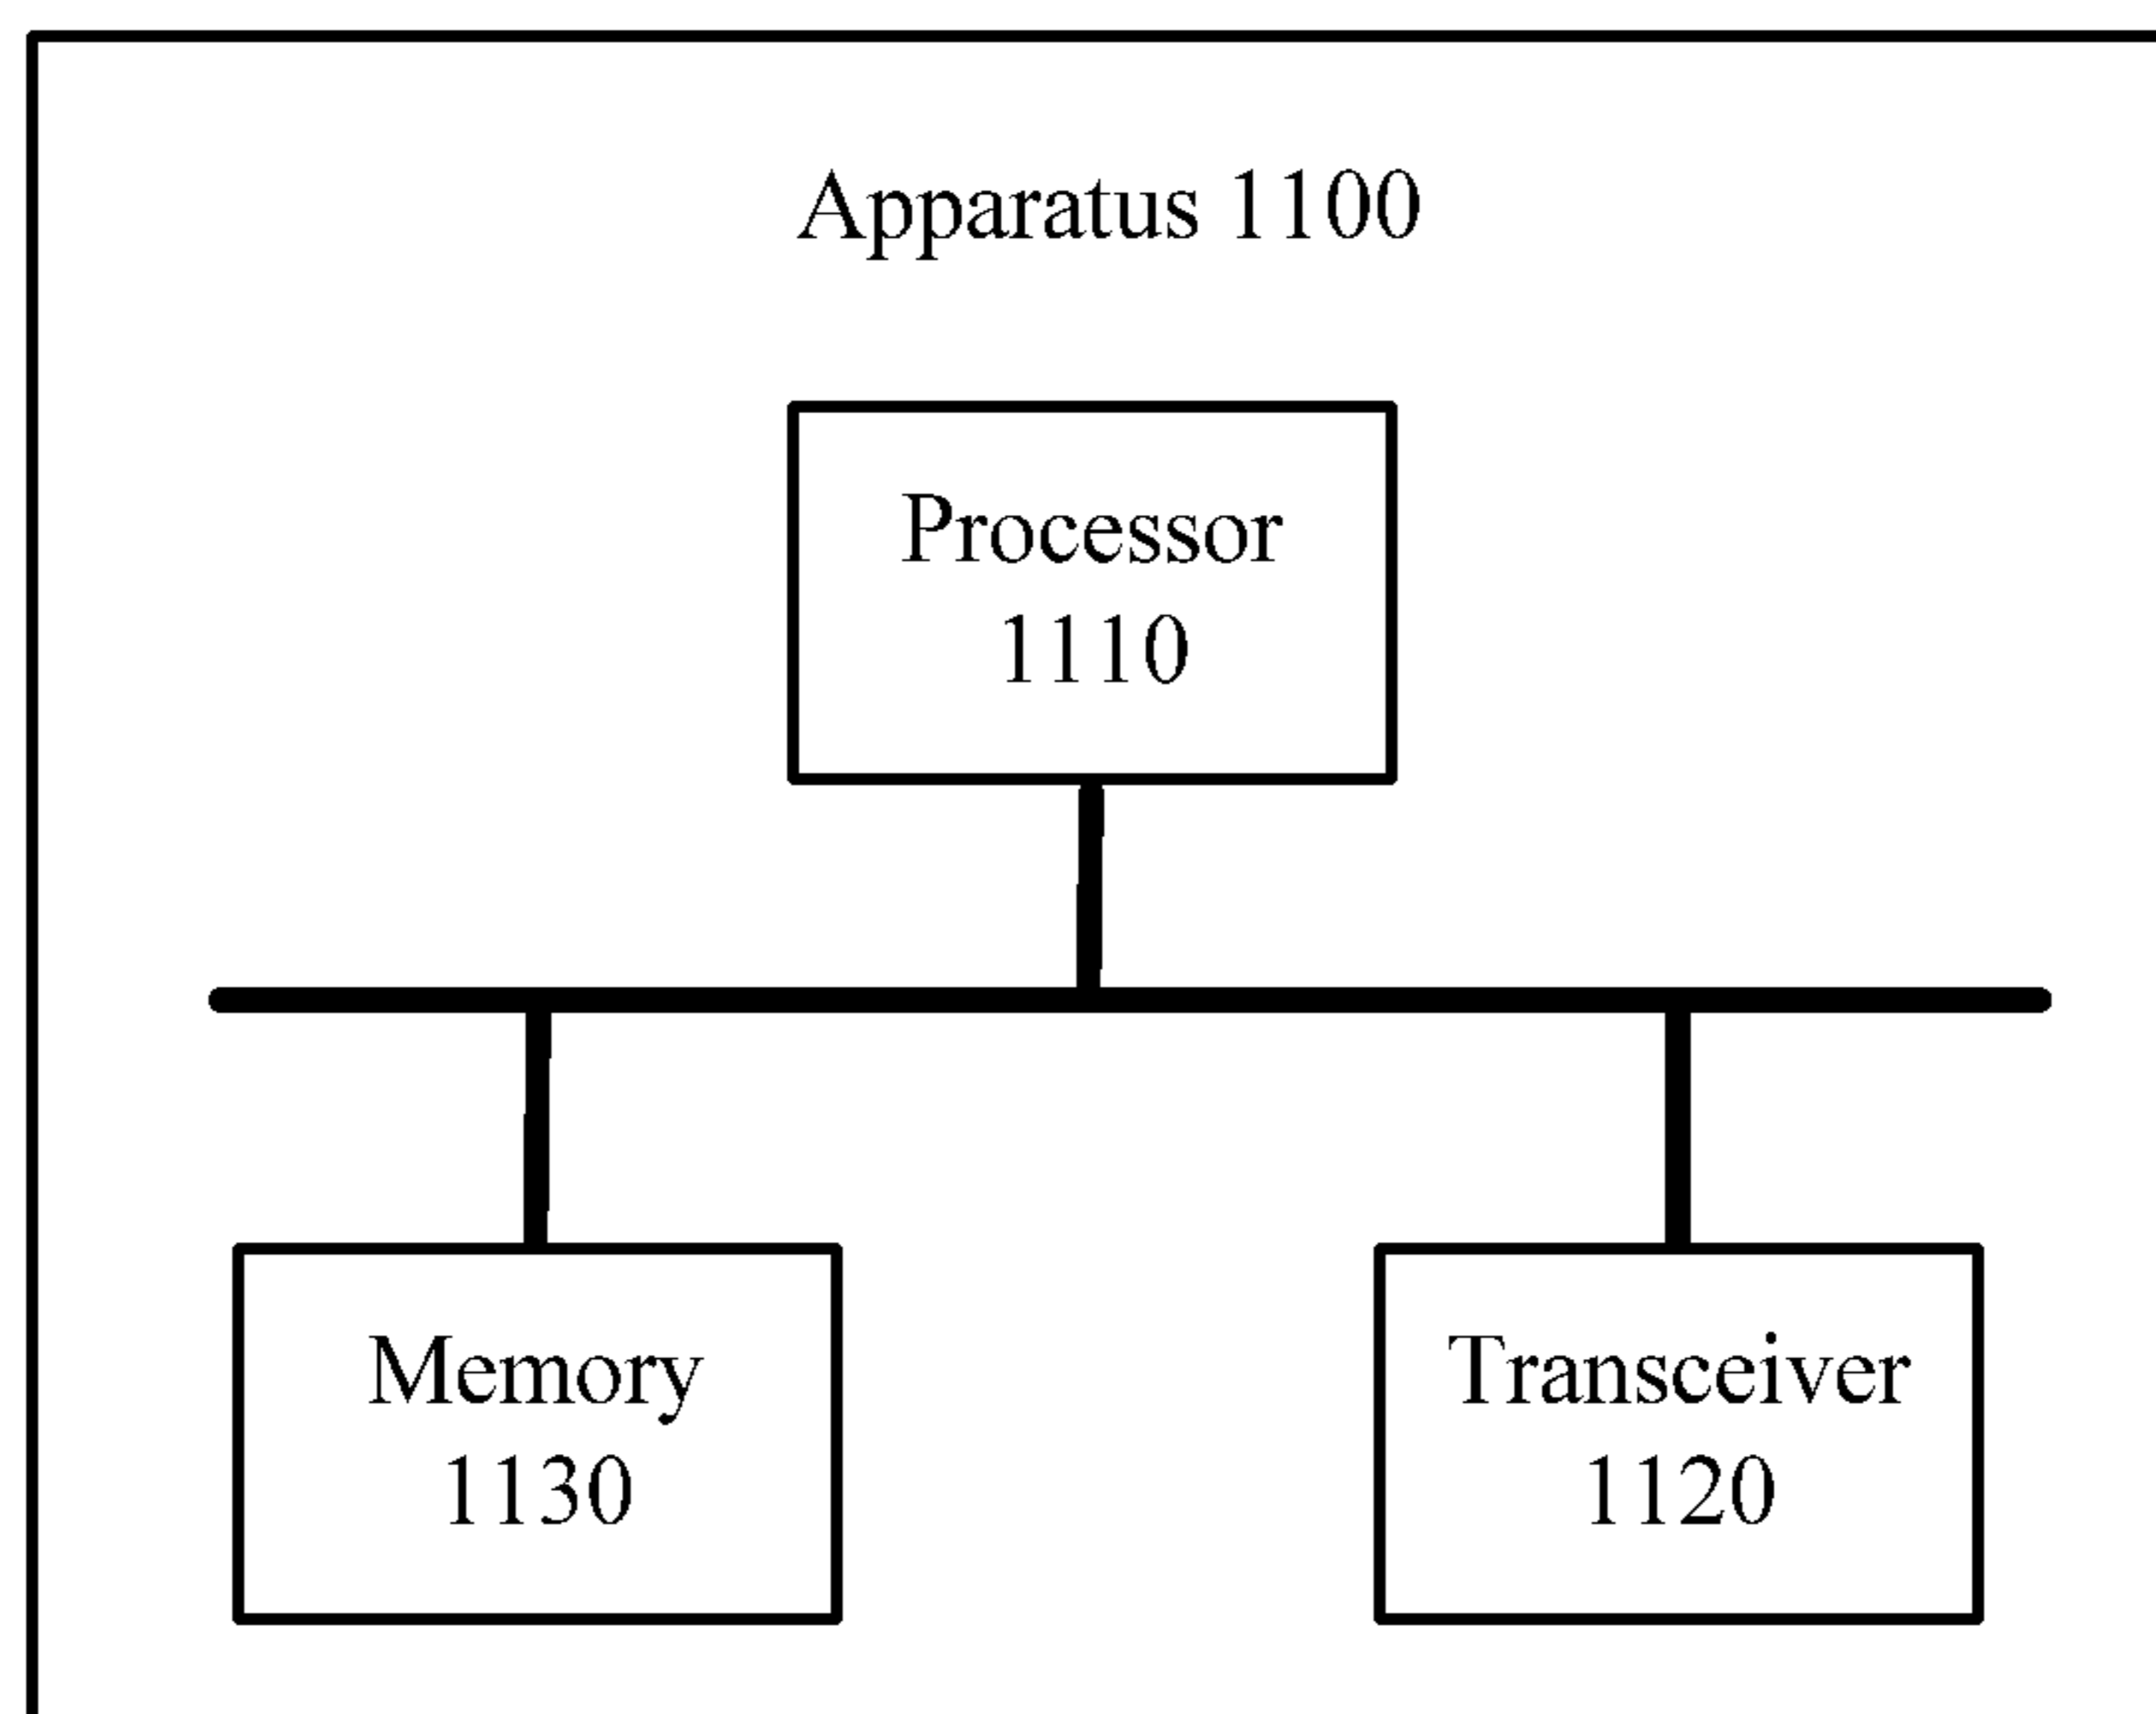 Apparatus 1100
Processor
1110
Memory
1130
Transceiver
1120